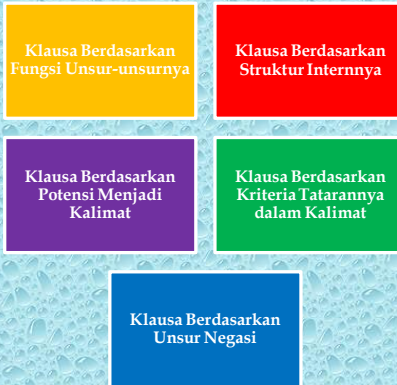 Klausa Berdasarkan
Fungsi Unsur-unsurnya
Klausa Berdasarkan
Struktur Internnya
Klausa Berdasarkan
Potensi Menjadi
Kalimat
Klausa Berdasarkan
Kriteria Tatarannya
dalam Kalimat
Klausa Berdasarkan
Unsur Negasi